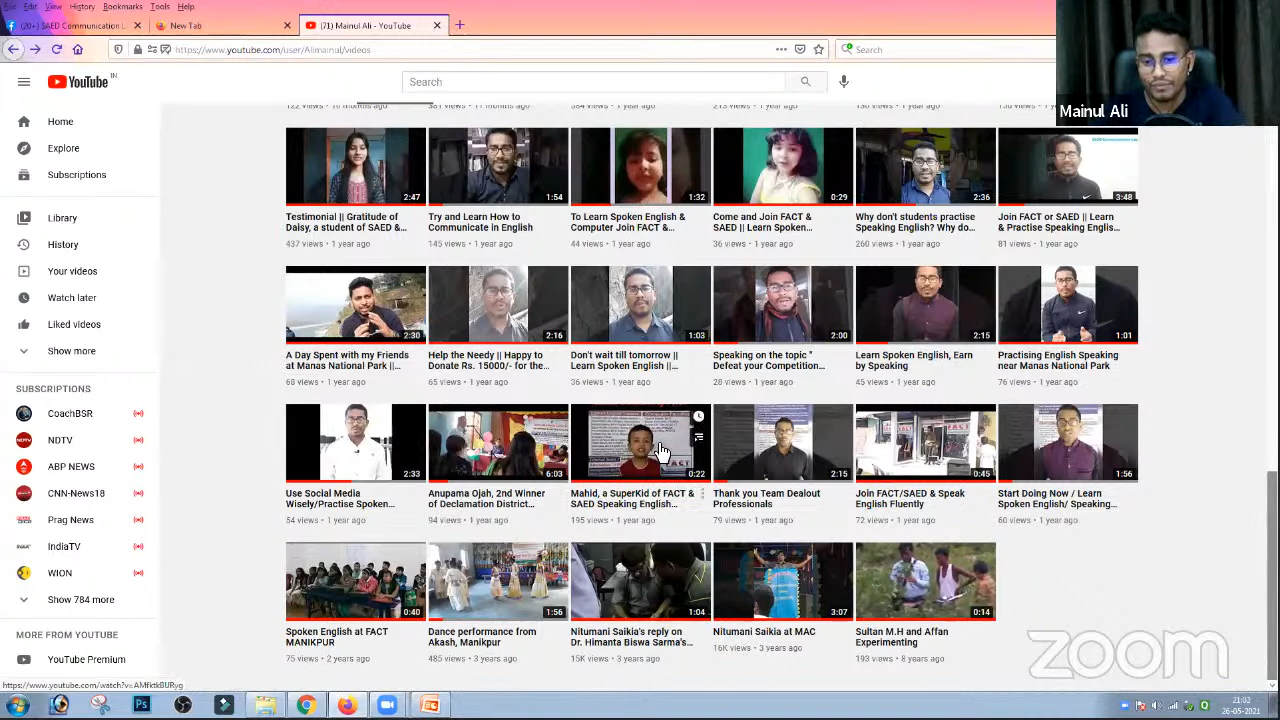 File Edit View History Bookmarks Tools Help
(20+) SAED Communication L
New Tab
(71) Mainul Ali - YouTube
https://www.youtube.com/user/Alimainul/videos
Search
Mainul Ali
YouTube IN
Search
Home
Explore
Subscriptions
Library
History
Your videos
Watch later
Liked videos
Show more
SUBSCRIPTIONS
CoachBSR
NDTV
ABP NEWS
CNN-News18
Prag News
IndiaTV
WION
Show 784 more
MORE FROM YOUTUBE
YouTube Premium
2:47 1:54 1:32 0:29 2:36 3:48
Testimonial || Gratitude of Daisy, a student of SAED &...
437 views • 1 year ago
Try and Learn How to Communicate in English
145 views • 1 year ago
To Learn Spoken English & Computer Join FACT &...
44 views • 1 year ago
Come and Join FACT & SAED || Learn Spoken...
36 views • 1 year ago
Why don't students practise Speaking English? Why do...
260 views • 1 year ago
Join FACT or SAED || Learn & Practise Speaking Englis...
81 views • 1 year ago
2:30 2:16 1:03 2:00 2:15 1:01
A Day Spent with my Friends at Manas National Park ||...
68 views • 1 year ago
Help the Needy || Happy to Donate Rs. 15000/- for the...
65 views • 1 year ago
Don't wait till tomorrow || Learn Spoken English ||...
36 views • 1 year ago
Speaking on the topic " Defeat your Competition...
28 views • 1 year ago
Learn Spoken English, Earn by Speaking
45 views • 1 year ago
Practising English Speaking near Manas National Park
76 views • 1 year ago
2:33 6:03 0:22 2:15 0:45 1:56
Use Social Media Wisely/Practise Spoken...
54 views • 1 year ago
Anupama Ojah, 2nd Winner of Declamation District...
94 views • 1 year ago
Mahid, a SuperKid of FACT & SAED Speaking English...
195 views • 1 year ago
Thank you Team Dealout Professionals
79 views • 1 year ago
Join FACT/SAED & Speak English Fluently
72 views • 1 year ago
Start Doing Now / Learn Spoken English/ Speaking...
60 views • 1 year ago
0:40 1:56 1:04 3:07 0:14
Spoken English at FACT MANIKPUR
75 views • 2 years ago
Dance performance from Akash, Manikpur
485 views • 3 years ago
Nitumani Saikia's reply on Dr. Himanta Biswa Sarma's...
15K views • 3 years ago
Nitumani Saikia at MAC
16K views • 3 years ago
Sultan M.H and Affan Experimenting
193 views • 8 years ago
zoom
21:02
26-05-2021